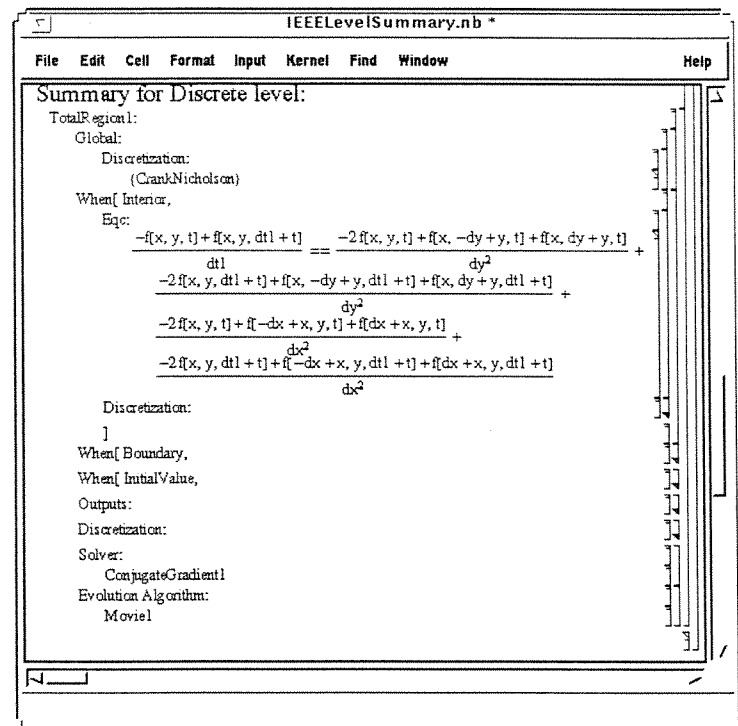 IEEELevelSummary.nb *
File Edit Cell Format Input Kernel Find Window Help
Summary for Discrete level:
TotalRegion1:
Global:
Discretization:
{CrankNicholson}
When[ Interior,
Eqc:
-f[x, y, t]+f[x, y, dt1 +t]
dt1
==
-2 f[x, y, t]+f[x, -dy +y, t]+f[x, dy +y, t]
dy²
+
-2 f[x, y, dt1 +t]+f[x, -dy +y, dt1 +t]+f[x, dy +y, dt1 +t]
dy²
+
-2 f[x, y, t]+f[-dx +x, y, t]+f[dx +x, y, t]
dx²
+
-2 f[x, y, dt1 +t]+f[-dx +x, y, dt1 +t]+f[dx +x, y, dt1 +t]
dx²
Discretization:
]
When[ Boundary,
When[ InitialValue,
Outputs:
Discretization:
Solver:
ConjugateGradient1
Evolution Algorithm:
Movie1